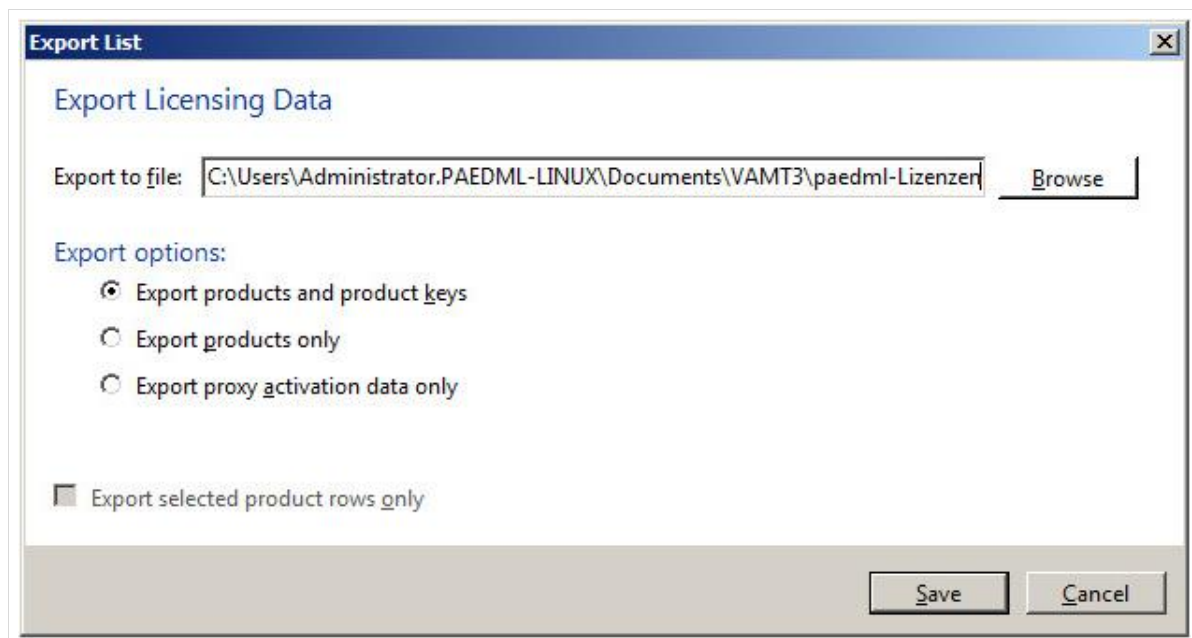 Export List
Export Licensing Data
Export to file: C:\Users\Administrator.PAEDML-LINUX\Documents\VAMT3\paedml-Lizenzen Browse
Export options:
Export products and product keys
Export products only
Export proxy activation data only
Export selected product rows only
Save Cancel